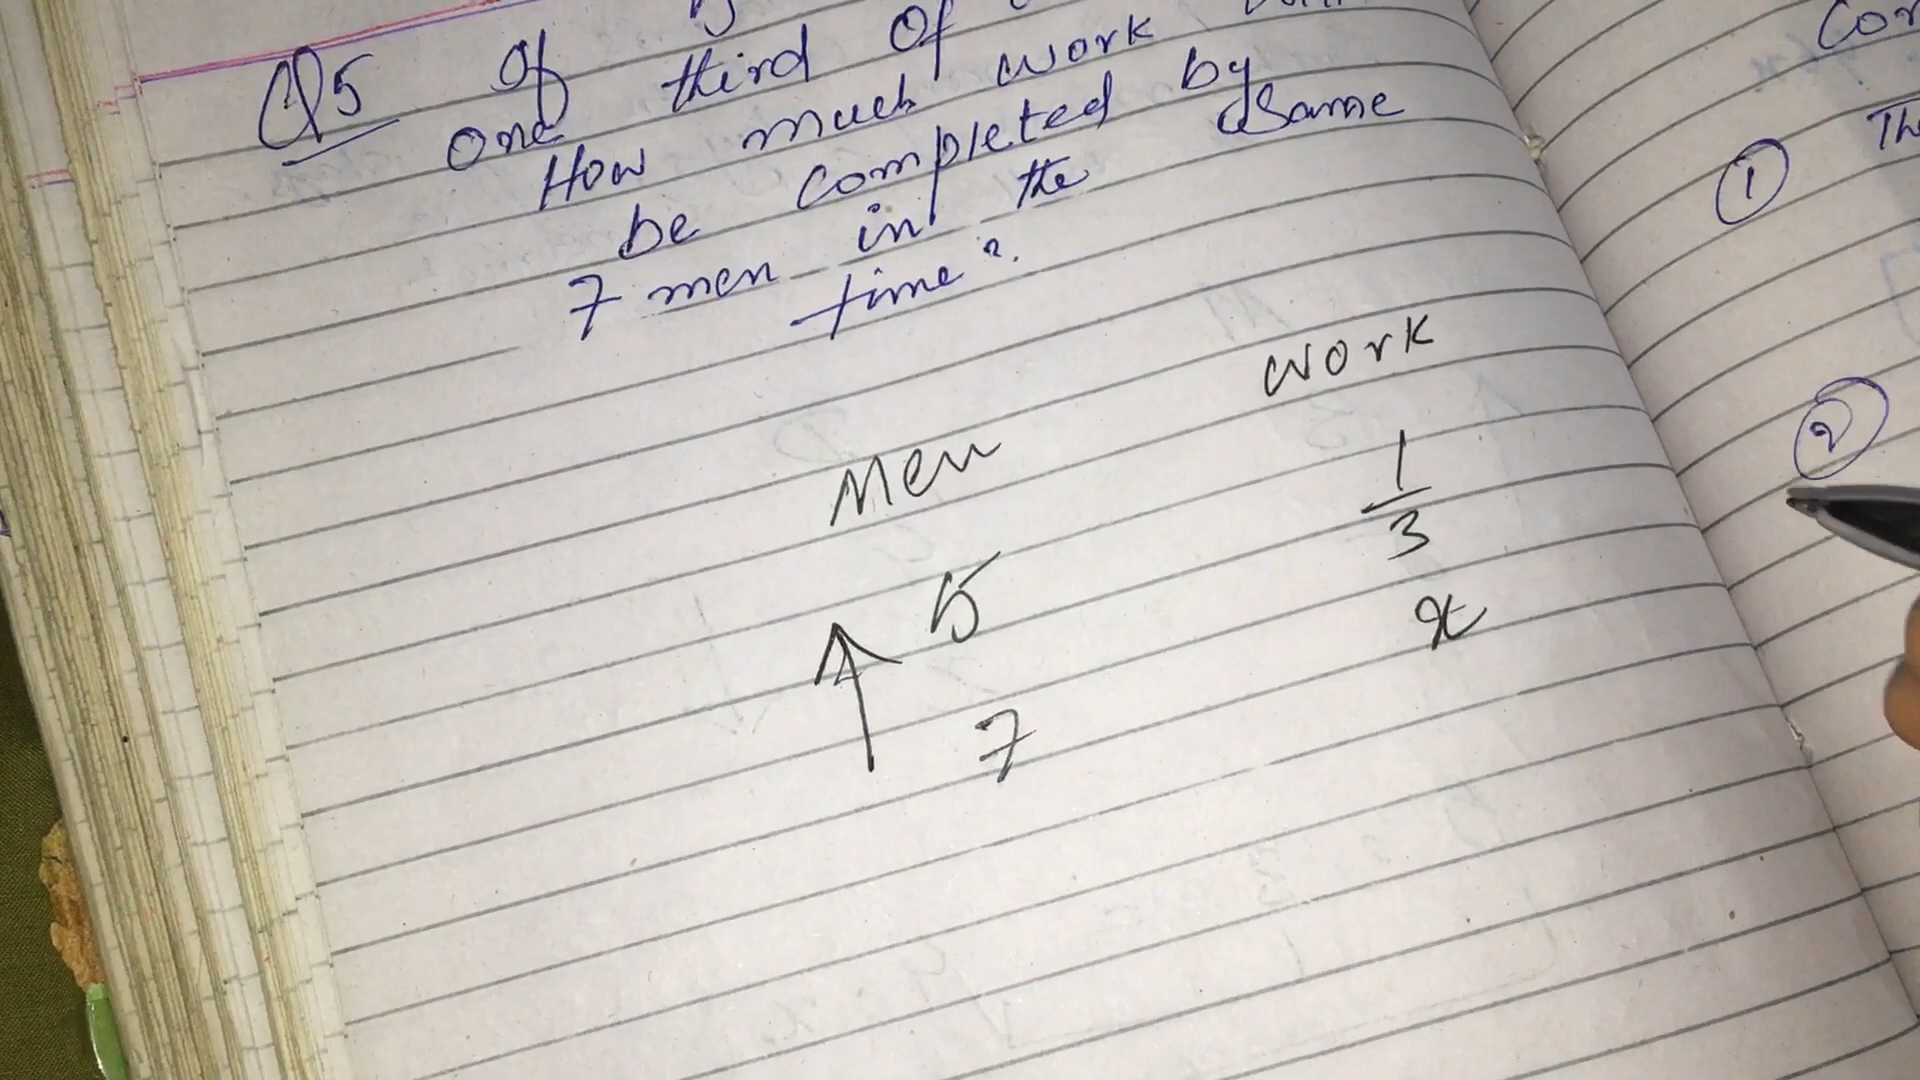 Q5 Of
one third Of
How much work
be completed by
7 men in the same
time?
Men Work
5 1/3
7 x
Cor
① The
②